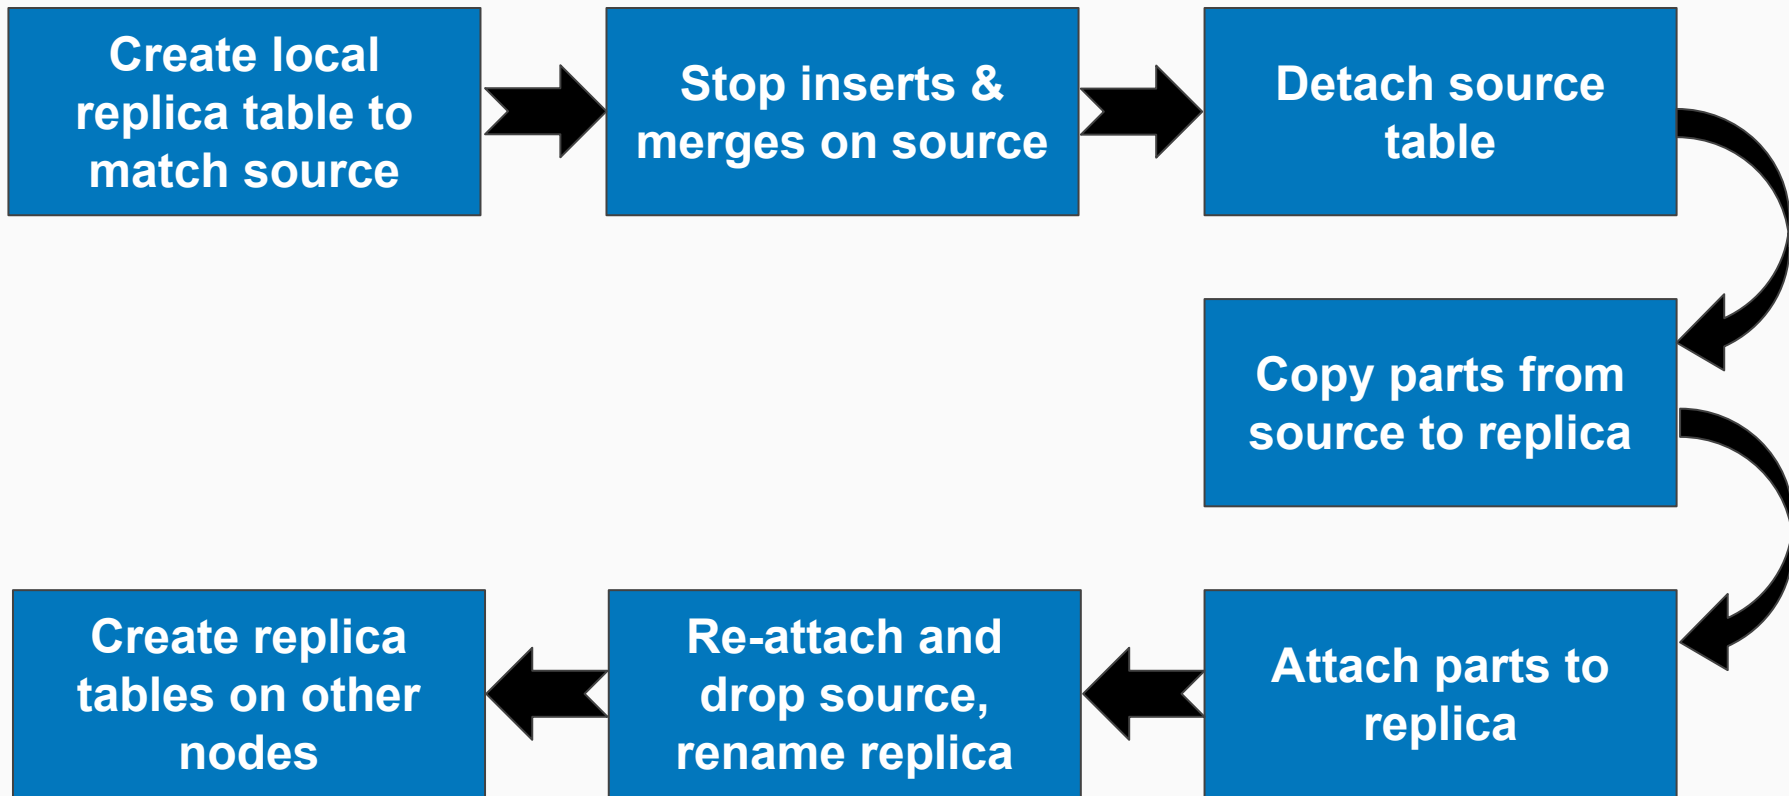 Create local
replica table to
match source
Stop inserts &
merges on source
Detach source
table
Copy parts from
source to replica
Attach parts to
replica
Re-attach and
drop source,
rename replica
Create replica
tables on other
nodes